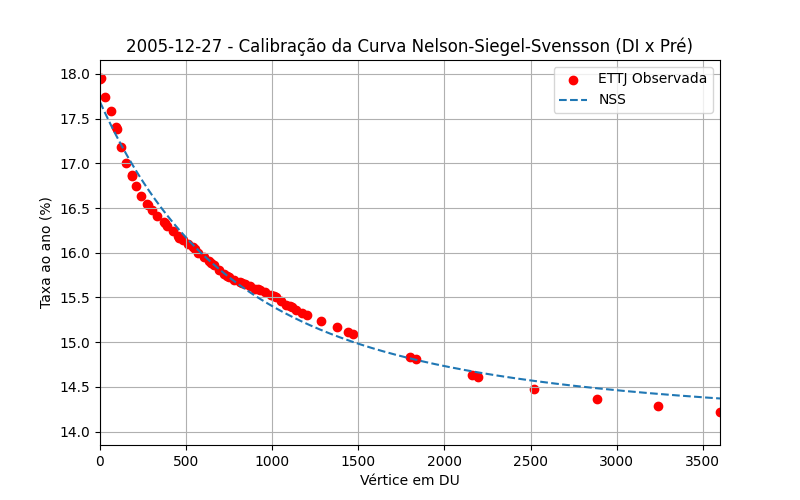 2005-12-27 - Calibração da Curva Nelson-Siegel-Svensson (DI x Pré)
ETTJ Observada
NSS
Taxa ao ano (%)
18.0
17.5
17.0
16.5
16.0
15.5
15.0
14.5
14.0
0 500 1000 1500 2000 2500 3000 3500
Vértice em DU